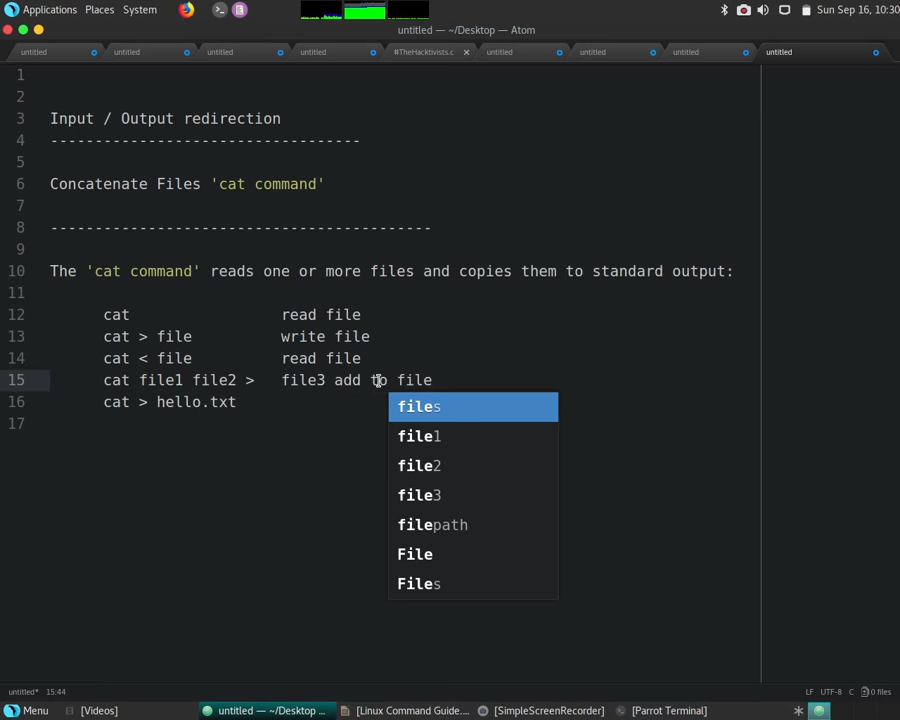 Applications Places System Sun Sep 16, 10:30
untitled — ~/Desktop — Atom
untitled untitled untitled untitled #TheHacktivists.c untitled untitled untitled untitled
1
2
3 Input / Output redirection
4 -----------------------------------
5
6 Concatenate Files 'cat command'
7
8 -------------------------------------------
9
10 The 'cat command' reads one or more files and copies them to standard output:
11
12 cat read file
13 cat > file write file
14 cat < file read file
15 cat file1 file2 > file3 add to file
16 cat > hello.txt
17
files
file1
file2
file3
filepath
File
Files
untitled* 15:44 LF UTF-8 C 0 files
Menu [Videos] untitled — ~/Desktop ... [Linux Command Guide.... [SimpleScreenRecorder] [Parrot Terminal]